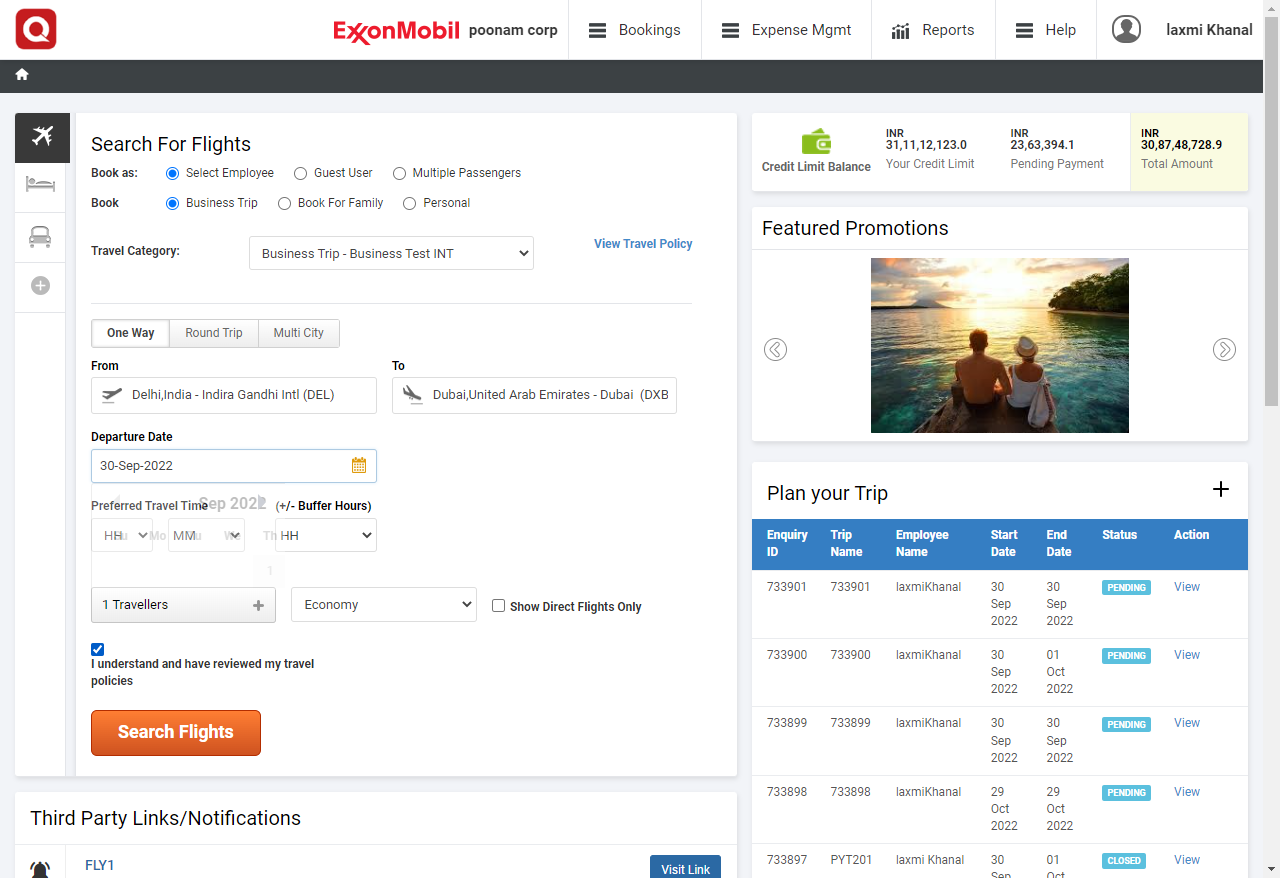 ExxonMobil poonam corp Bookings Expense Mgmt Reports Help laxmi Khanal
Search For Flights
Book as: Select Employee Guest User Multiple Passengers
Book Business Trip Book For Family Personal
Travel Category: Business Trip - Business Test INT View Travel Policy
One Way Round Trip Multi City
From To
Delhi,India - Indira Gandhi Intl (DEL) Dubai,United Arab Emirates - Dubai (DXB
Departure Date
30-Sep-2022
Sep 2022
Preferred Travel Time (+/- Buffer Hours)
HH MM HH
Su Mo Tu We Th
1
1 Travellers Economy Show Direct Flights Only
I understand and have reviewed my travel
policies
Search Flights
Third Party Links/Notifications
FLY1 Visit Link
Credit Limit Balance
INR
31,11,12,123.0
Your Credit Limit
INR
23,63,394.1
Pending Payment
INR
30,87,48,728.9
Total Amount
Featured Promotions
Plan your Trip
Enquiry ID Trip Name Employee Name Start Date End Date Status Action
733901 733901 laxmiKhanal 30 Sep 2022 30 Sep 2022 PENDING View
733900 733900 laxmiKhanal 30 Sep 2022 01 Oct 2022 PENDING View
733899 733899 laxmiKhanal 30 Sep 2022 30 Sep 2022 PENDING View
733898 733898 laxmiKhanal 29 Oct 2022 29 Oct 2022 PENDING View
733897 PYT201 laxmi Khanal 30 Sep 01 Oct CLOSED View